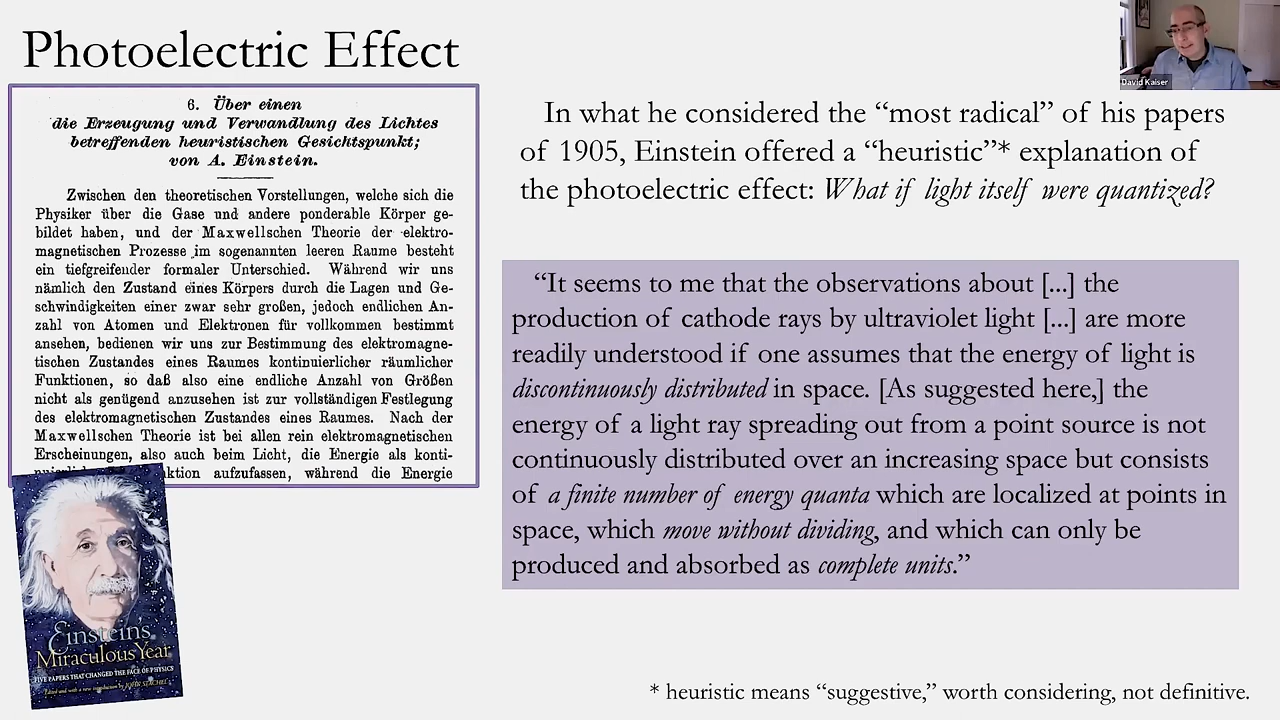 Photoelectric Effect
David Kaiser
6. Über einen
die Erzeugung und Verwandlung des Lichtes
betreffenden heuristischen Gesichtspunkt;
von A. Einstein.
Zwischen den theoretischen Vorstellungen, welche sich die
Physiker über die Gase und andere ponderable Körper ge-
bildet haben, und der Maxwellschen Theorie der elektro-
magnetischen Prozesse im sogenannten leeren Raume besteht
ein tiefgreifender formaler Unterschied. Während wir uns
nämlich den Zustand eines Körpers durch die Lagen und Ge-
schwindigkeiten einer zwar sehr großen, jedoch endlichen An-
zahl von Atomen und Elektronen für vollkommen bestimmt
ansehen, bedienen wir uns zur Bestimmung des elektromagne-
tischen Zustandes eines Raumes kontinuierlicher räumlicher
Funktionen, so daß also eine endliche Anzahl von Größen
nicht als genügend anzusehen ist zur vollständigen Festlegung
des elektromagnetischen Zustandes eines Raumes. Nach der
Maxwellschen Theorie ist bei allen rein elektromagnetischen
Erscheinungen, also auch beim Licht, die Energie als konti-
aufzufassen, während die Energie
Einstein's
Miraculous Year
FIVE PAPERS THAT CHANGED THE FACE OF PHYSICS
Edited and with a new introduction by JOHN STACHEL
In what he considered the “most radical” of his papers
of 1905, Einstein offered a “heuristic”* explanation of
the photoelectric effect: What if light itself were quantized?
“It seems to me that the observations about [...] the
production of cathode rays by ultraviolet light [...] are more
readily understood if one assumes that the energy of light is
discontinuously distributed in space. [As suggested here,] the
energy of a light ray spreading out from a point source is not
continuously distributed over an increasing space but consists
of a finite number of energy quanta which are localized at points in
space, which move without dividing, and which can only be
produced and absorbed as complete units.”
* heuristic means “suggestive,” worth considering, not definitive.